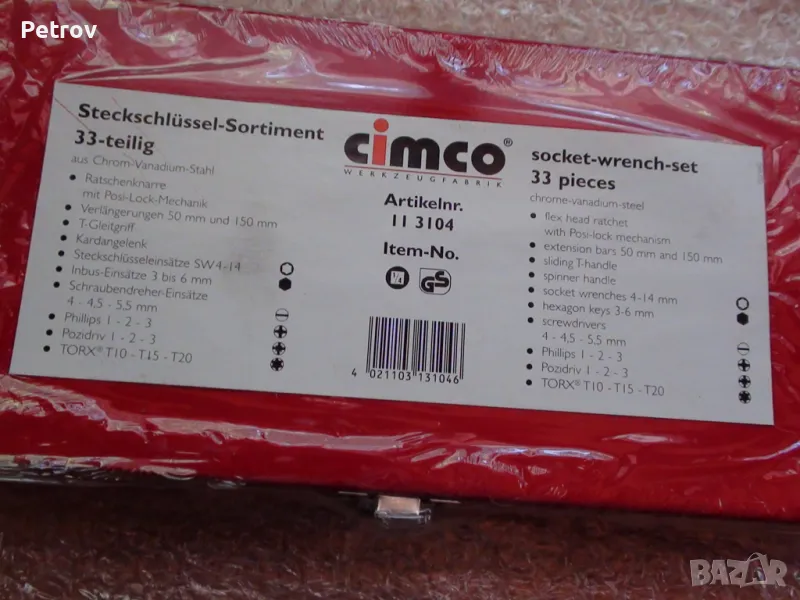 Petrov
Steckschlüssel-Sortiment
33-teilig
aus Chrom-Vanadium-Stahl
• Ratschenknarre
mit Posi-Lock-Mechanik
• Verlängerungen 50 mm und 150 mm
• T-Gleitgriff
• Kardangelenk
• Steckschlüsseleinsätze SW 4-14
• Inbus-Einsätze 3 bis 6 mm
• Schraubendreher-Einsätze
4 - 4,5 - 5,5 mm
• Phillips 1 - 2 - 3
• Pozidriv 1 - 2 - 3
• TORX® T10 - T15 - T20
cimco®
WERKZEUGFABRIK
Artikelnr.
11 3104
Item-No.
1/4
GS
4 021103 131046
socket-wrench-set
33 pieces
chrome-vanadium-steel
• flex head ratchet
with Posi-lock mechanism
• extension bars 50 mm and 150 mm
• sliding T-handle
• spinner handle
• socket wrenches 4-14 mm
• hexagon keys 3-6 mm
• screwdrivers
4 - 4,5 - 5,5 mm
• Phillips 1 - 2 - 3
• Pozidriv 1 - 2 - 3
• TORX® T10 - T15 - T20
BAZAR